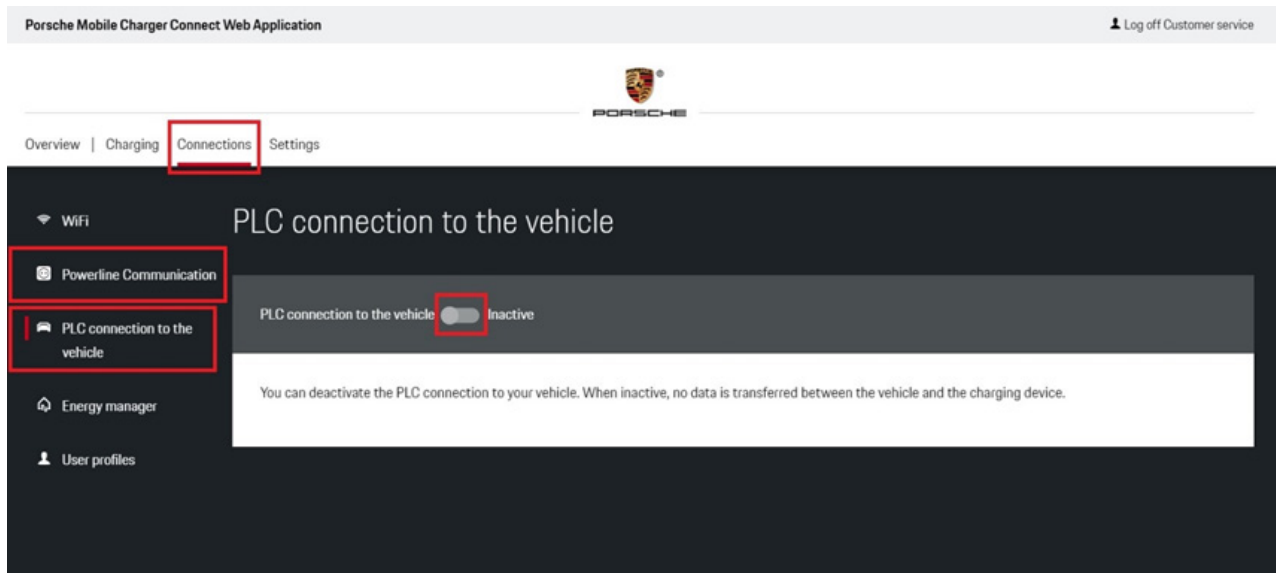 Porsche Mobile Charger Connect Web Application
Log off Customer service
PORSCHE
Overview | Charging Connections Settings
WiFi
PLC connection to the vehicle
Powerline Communication
PLC connection to the vehicle Inactive
PLC connection to the
vehicle
You can deactivate the PLC connection to your vehicle. When inactive, no data is transferred between the vehicle and the charging device.
Energy manager
User profiles